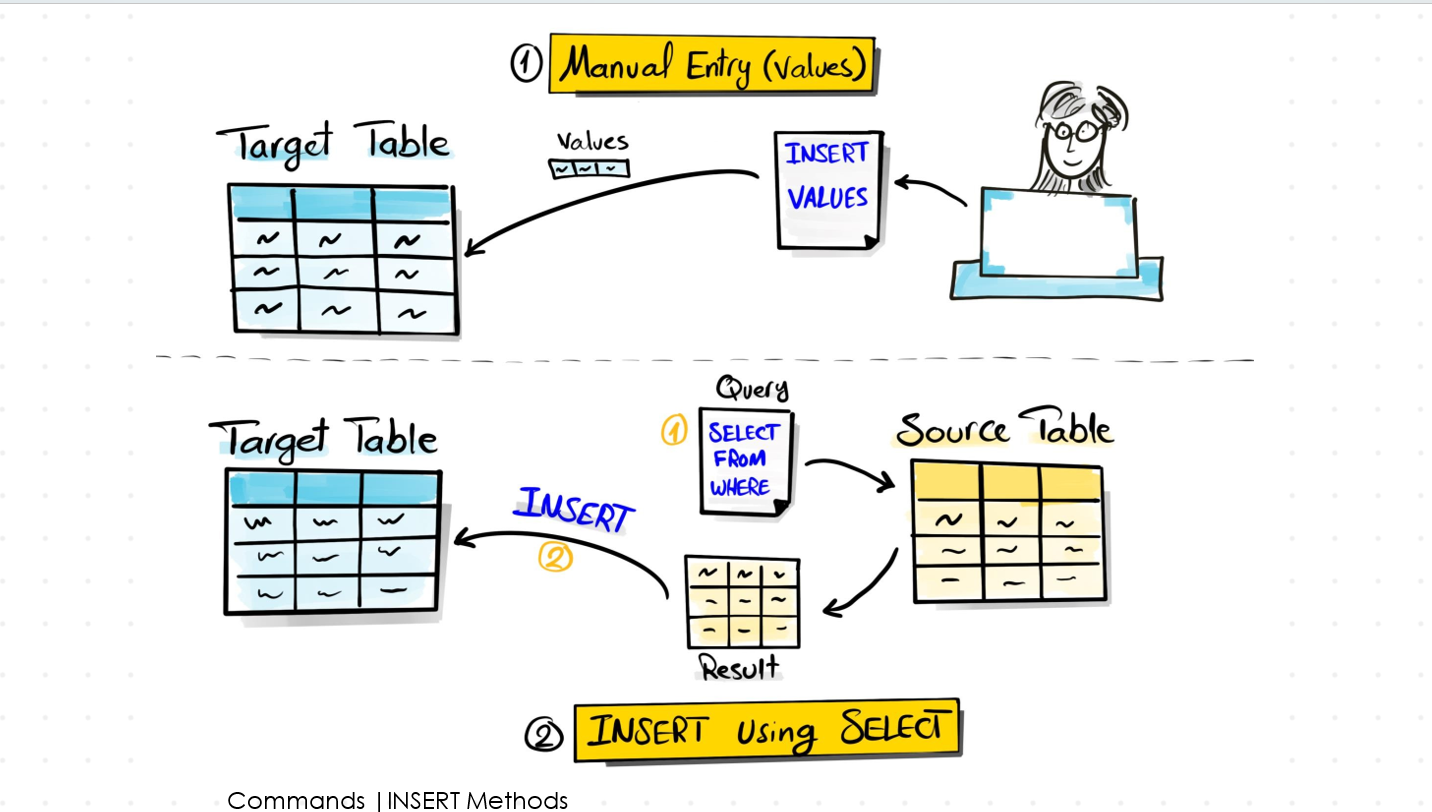 ① Manual Entry (Values)
Target Table
Values
INSERT
VALUES
Query
①
SELECT
FROM
WHERE
Target Table
Source Table
INSERT
②
Result
② INSERT Using SELECT
Commands | INSERT Methods